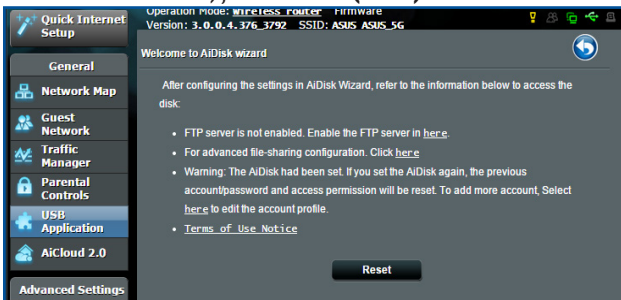 Quick Internet
Setup
Operation Mode: Wireless router Firmware
Version: 3.0.0.4.376_3792 SSID: ASUS ASUS_5G
General
Network Map
Guest
Network
Traffic
Manager
Parental
Controls
USB
Application
AiCloud 2.0
Advanced Settings
Welcome to AiDisk wizard
After configuring the settings in AiDisk Wizard, refer to the information below to access the
disk:
FTP server is not enabled. Enable the FTP server in here.
For advanced file-sharing configuration. Click here
Warning: The AiDisk had been set. If you set the AiDisk again, the previous
account/password and access permission will be reset. To add more account, Select
here to edit the account profile.
Terms of Use Notice
Reset